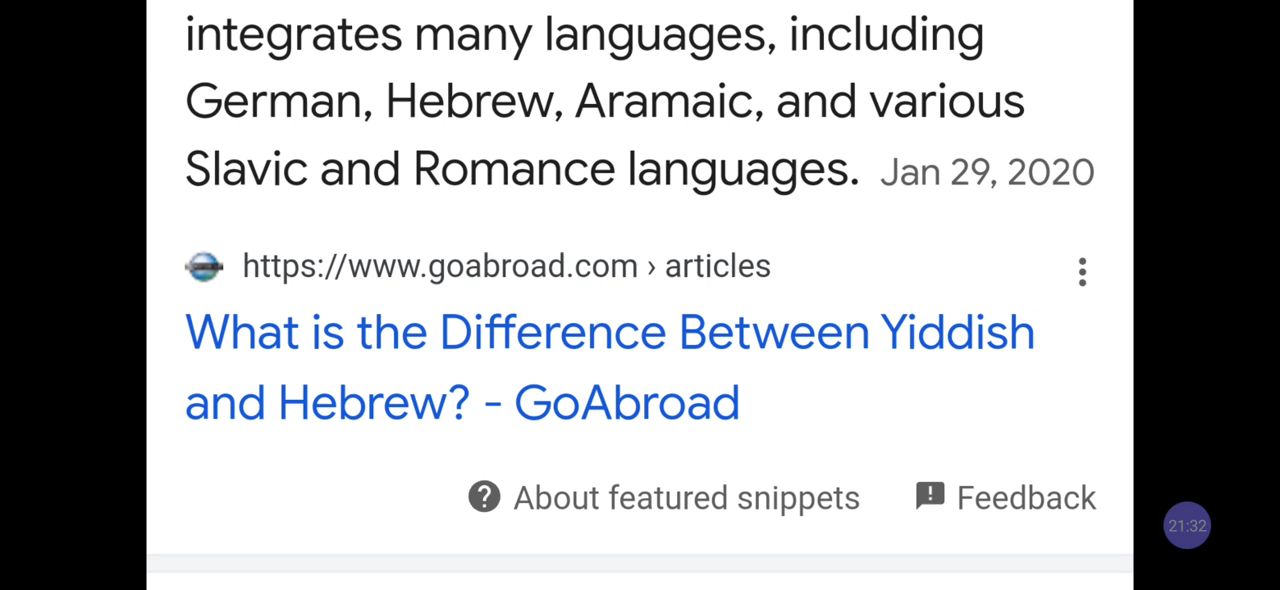 integrates many languages, including
German, Hebrew, Aramaic, and various
Slavic and Romance languages. Jan 29, 2020
https://www.goabroad.com › articles
What is the Difference Between Yiddish
and Hebrew? - GoAbroad
About featured snippets Feedback
21:32